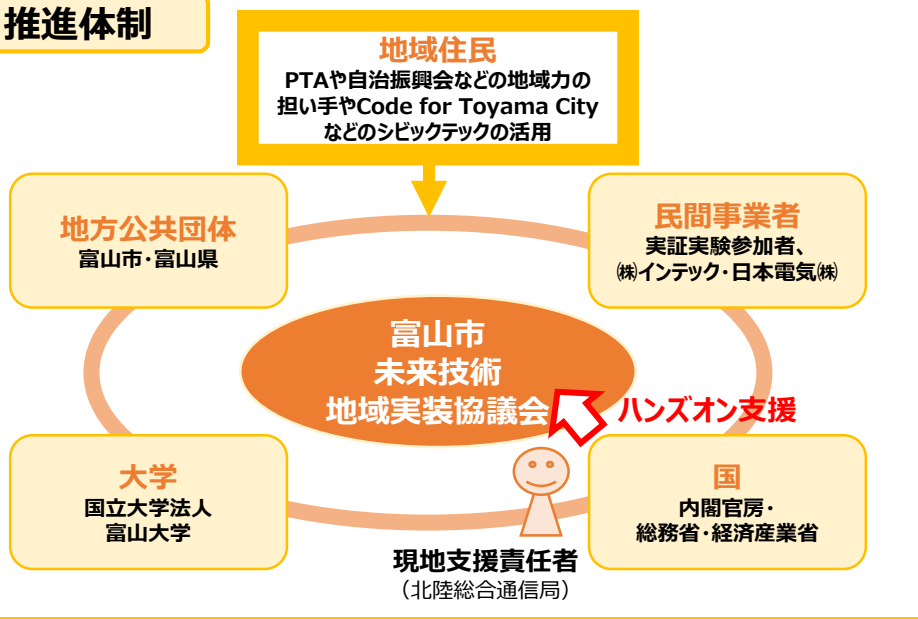 推進体制
地域住民
PTAや自治振興会などの地域力の
担い手やCode for Toyama City
などのシビックテックの活用
地方公共団体
富山市・富山県
民間事業者
実証実験参加者、
㈱インテック・日本電気㈱
富山市
未来技術
地域実装協議会
ハンズオン支援
大学
国立大学法人
富山大学
国
内閣官房・
総務省・経済産業省
現地支援責任者
（北陸総合通信局）